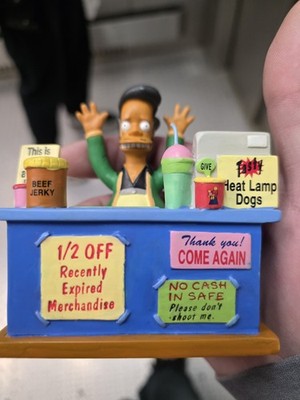 This is
BEEF
JERKY
GIVE
Tasty
Heat Lamp
Dogs
1/2 OFF
Recently
Expired
Merchandise
Thank you!
COME AGAIN
NO CASH
IN SAFE
Please don't
shoot me.